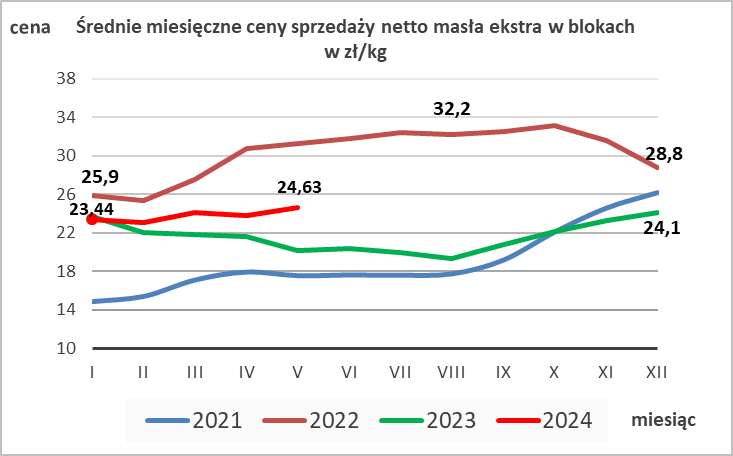 cena
Średnie miesięczne ceny sprzedaży netto masła ekstra w blokach
w zł/kg
38
34
30
26
22
18
14
10
25,9
23,44
24,63
32,2
28,8
24,1
I II III IV V VI VII VIII IX X XI XII
2021 2022 2023 2024
miesiąc